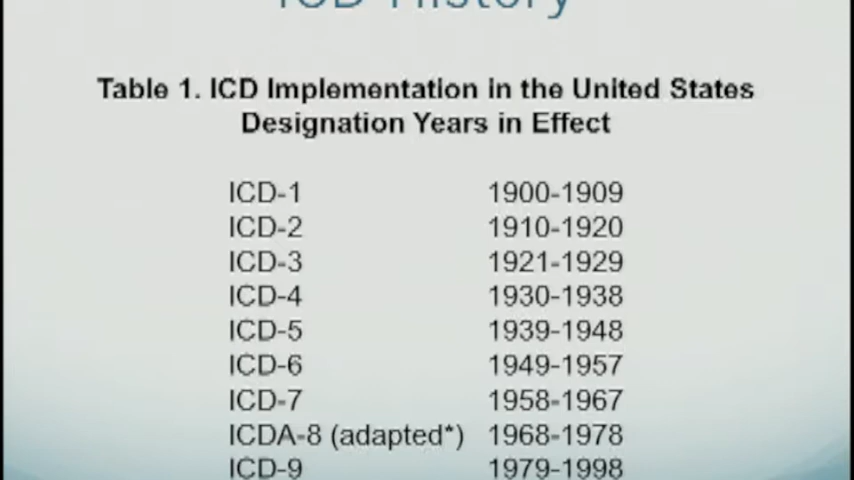 ICD History
Table 1. ICD Implementation in the United States
Designation Years in Effect
ICD-1 1900-1909
ICD-2 1910-1920
ICD-3 1921-1929
ICD-4 1930-1938
ICD-5 1939-1948
ICD-6 1949-1957
ICD-7 1958-1967
ICDA-8 (adapted*) 1968-1978
ICD-9 1979-1998